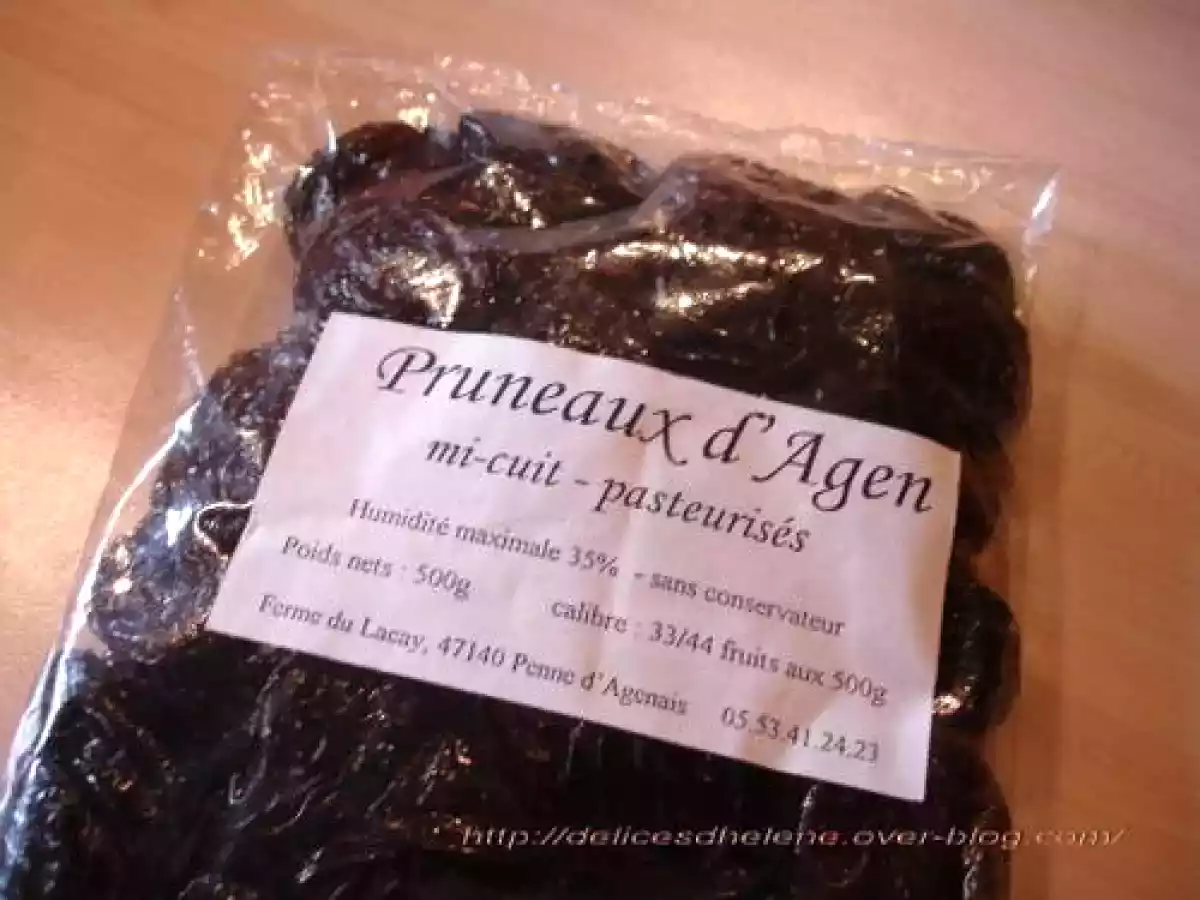 Pruneaux d'Agen
mi-cuit - pasteurisés
Humidité maximale 35% - sans conservateur
Poids nets : 500g calibre : 33/44 fruits aux 500g
Ferme du Lacay, 47140 Penne d'Agenais 05.53.41.24.23
http://delicesdhelene.over-blog.com/